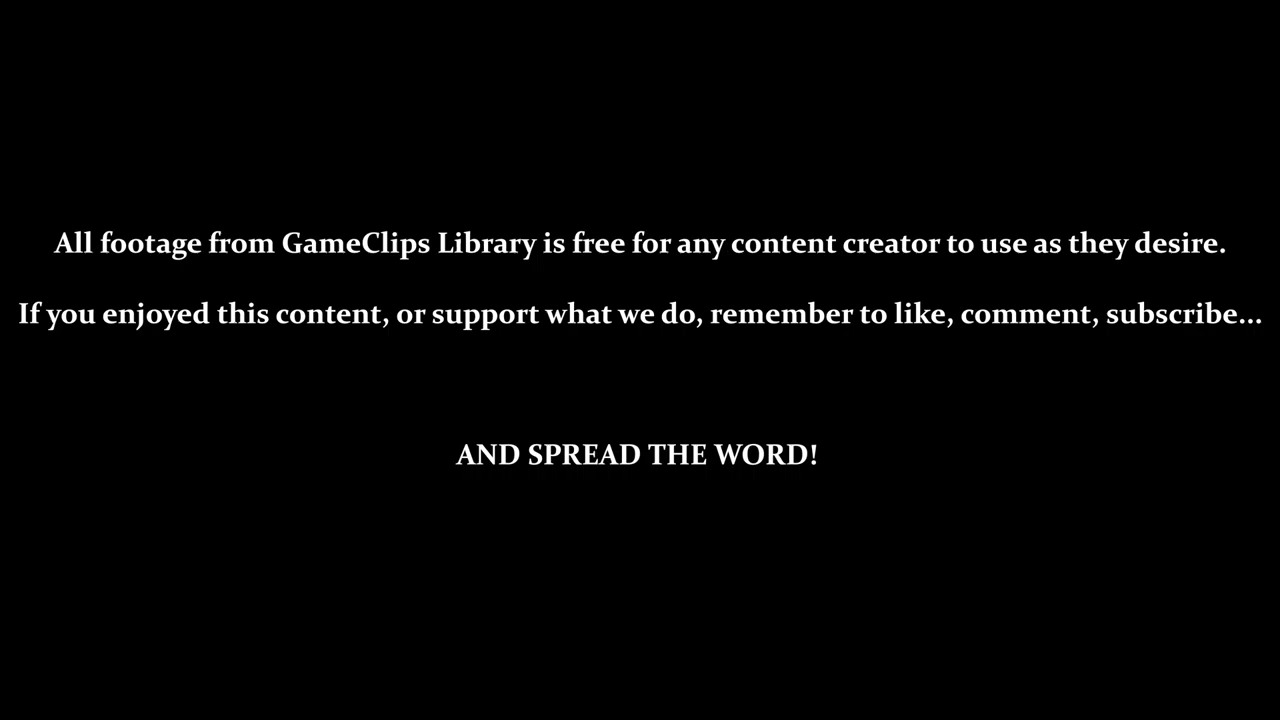 All footage from GameClips Library is free for any content creator to use as they desire.
If you enjoyed this content, or support what we do, remember to like, comment, subscribe...
AND SPREAD THE WORD!